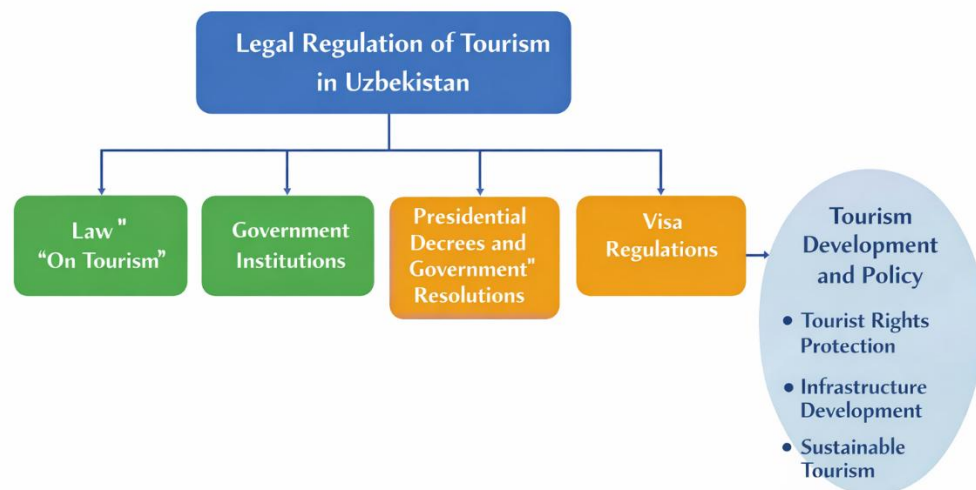 Legal Regulation of Tourism
in Uzbekistan
Law"
“On Tourism”
Government
Institutions
Presidential
Decrees and
Government"
Resolutions
Visa
Regulations
Tourism
Development
and Policy
• Tourist Rights
Protection
• Infrastructure
Development
• Sustainable
Tourism